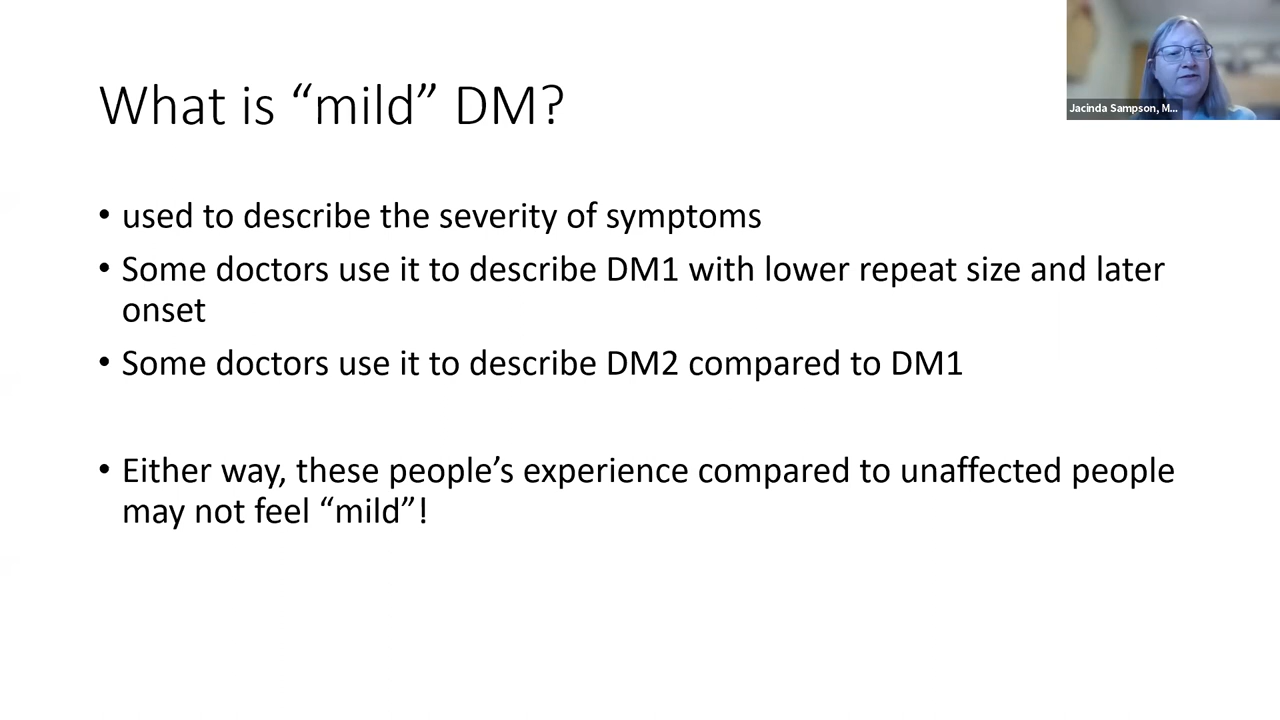 What is “mild” DM?
Jacinda Sampson, M...
• used to describe the severity of symptoms
• Some doctors use it to describe DM1 with lower repeat size and later
onset
• Some doctors use it to describe DM2 compared to DM1
• Either way, these people’s experience compared to unaffected people
may not feel “mild”!